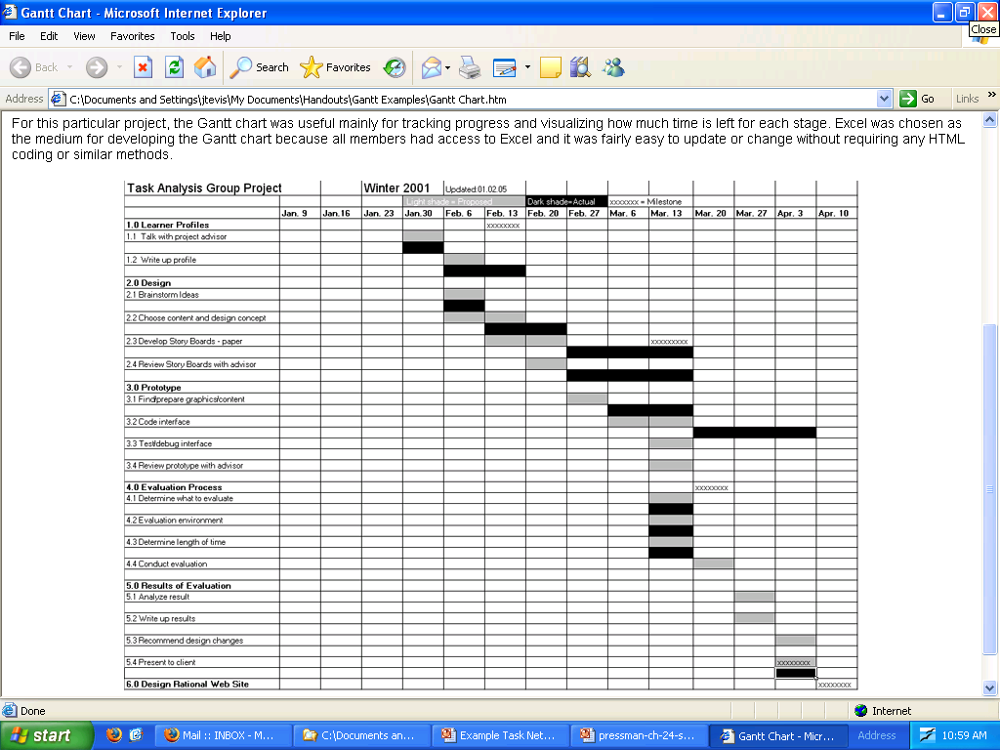 Gantt Chart - Microsoft Internet Explorer
Close
File Edit View Favorites Tools Help
Back Search Favorites
Address C:\Documents and Settings\jtevis\My Documents\Handouts\Gantt Examples\Gantt Chart.htm Go Links »
For this particular project, the Gantt chart was useful mainly for tracking progress and visualizing how much time is left for each stage. Excel was chosen as
the medium for developing the Gantt chart because all members had access to Excel and it was fairly easy to update or change without requiring any HTML
coding or similar methods.
Task Analysis Group Project Winter 2001 Updated:01.02.05
Light shade = Proposed Dark shade=Actual xxxxxxx = Milestone
Jan. 9 Jan.16 Jan. 23 Jan.30 Feb. 6 Feb. 13 Feb. 20 Feb. 27 Mar. 6 Mar. 13 Mar. 20 Mar. 27 Apr. 3 Apr. 10
1.0 Learner Profiles xxxxxxxx
1.1 Talk with project advisor
1.2 Write up profile
2.0 Design
2.1 Brainstorm Ideas
2.2 Choose content and design concept
2.3 Develop Story Boards - paper xxxxxxxxx
2.4 Review Story Boards with advisor
3.0 Prototype
3.1 Find/prepare graphics/content
3.2 Code interface
3.3 Test/debug interface
3.4 Review prototype with advisor
4.0 Evaluation Process xxxxxxxx
4.1 Determine what to evaluate
4.2 Evaluation environment
4.3 Determine length of time
4.4 Conduct evaluation
5.0 Results of Evaluation
5.1 Analyze result
5.2 Write up results
5.3 Recommend design changes
5.4 Present to client xxxxxxxx
6.0 Design Rational Web Site xxxxxxxx
Done Internet
start Mail :: INBOX - M... C:\Documents an... Example Task Net... pressman-ch-24-s... Gantt Chart - Micr... Address 10:59 AM